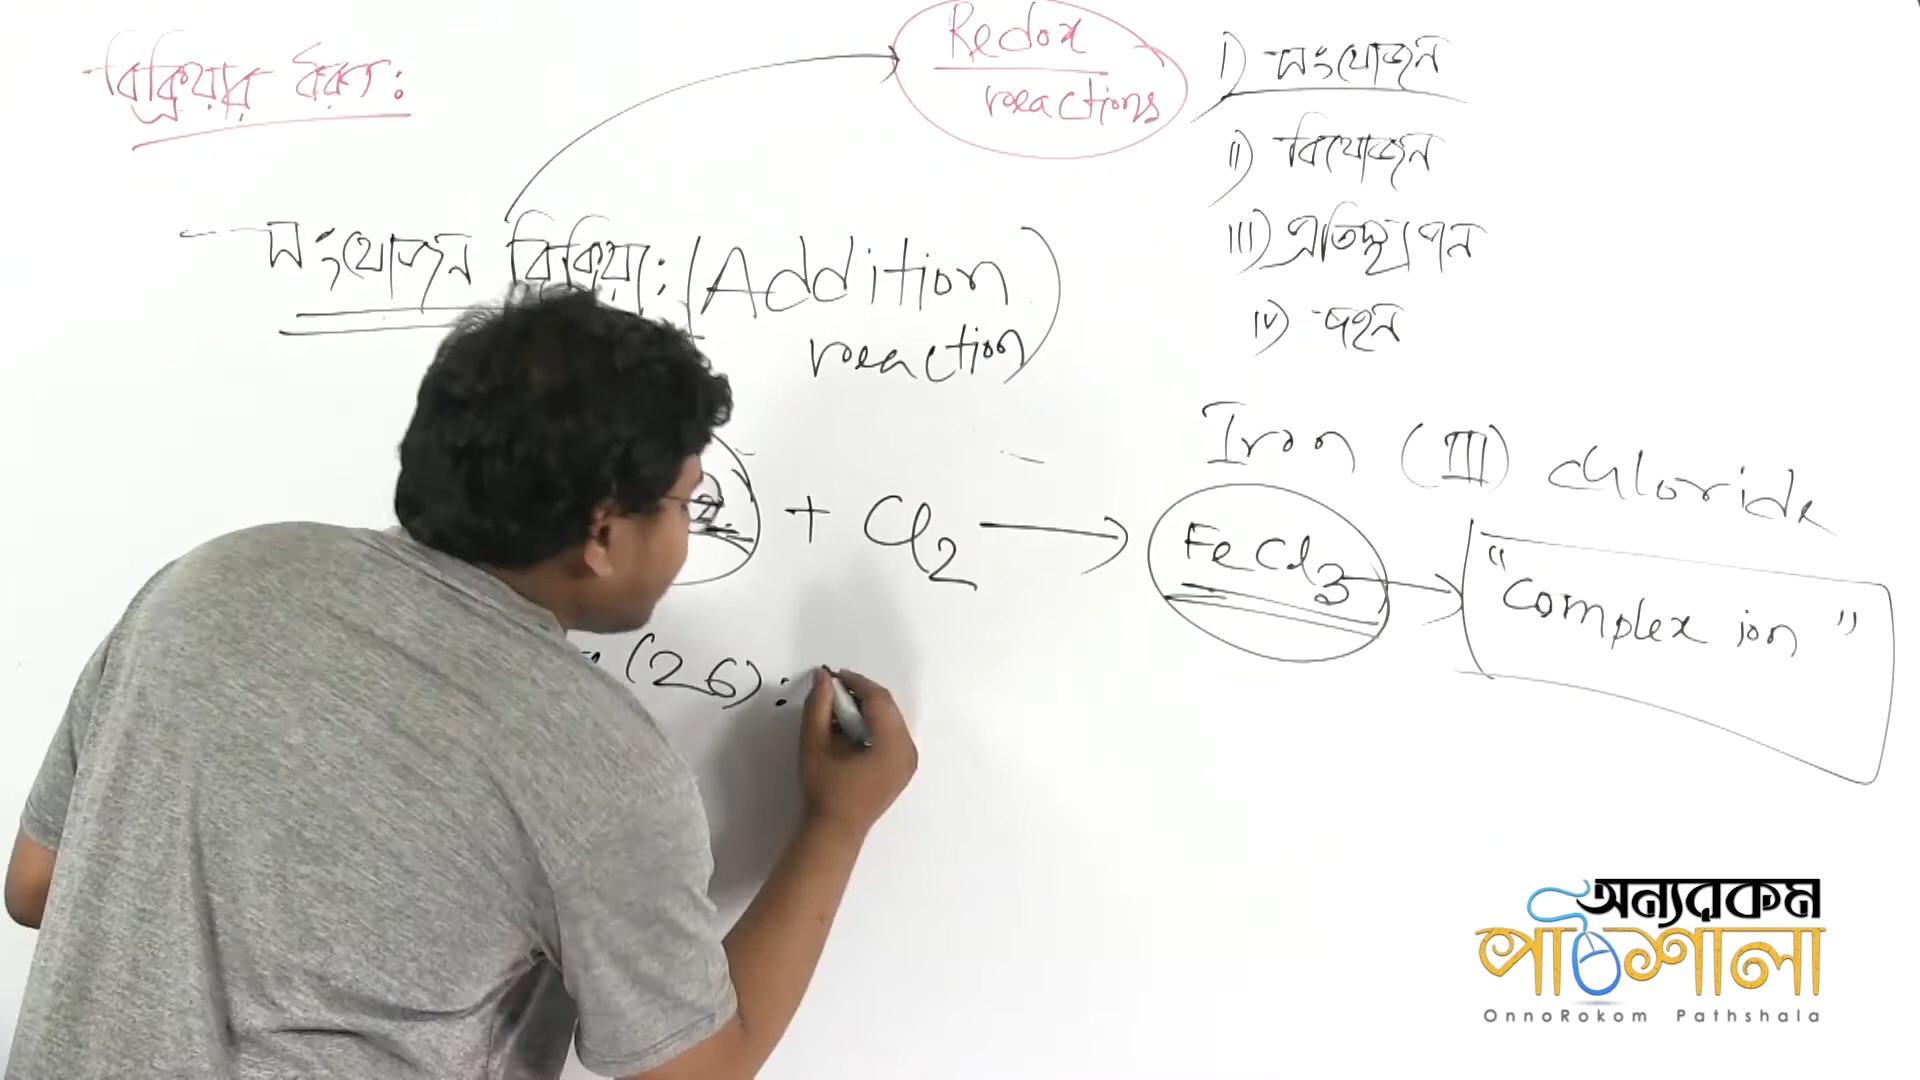 বিক্রিয়ার ধরণ:
Redox
reactions
I) সংযোজন
II) বিযোজন
III) প্রতিস্থাপন
IV) দহন
সংযোজন বিক্রিয়া: (Addition
reaction)
Iron (III) chloride
+ Cl2 → FeCl3 → "Complex ion"
(26):
অন্যরকম
পাঠশালা
OnnoRokom Pathshala